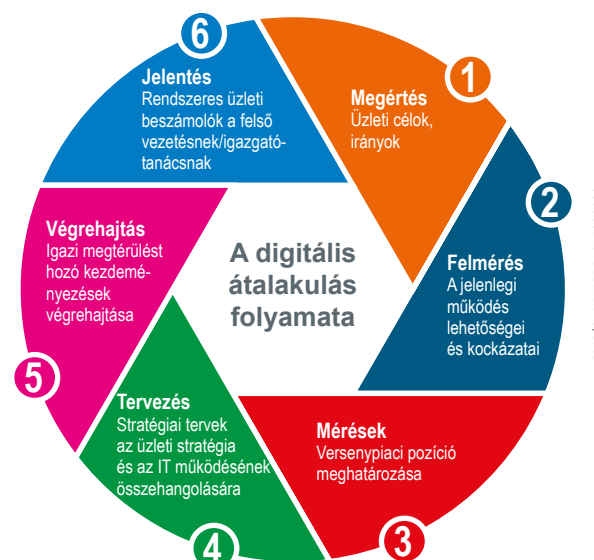 A digitális
átalakulás
folyamata
1
Megértés
Üzleti célok,
irányok
2
Felmérés
A jelenlegi
működés
lehetőségei
és kockázatai
3
Mérések
Versenypiaci pozíció
meghatározása
4
Tervezés
Stratégiai tervek
az üzleti stratégia
és az IT működésének
összehangolására
5
Végrehajtás
Igazi megtérülést
hozó kezdemé-
nyezések
végrehajtása
6
Jelentés
Rendszeres üzleti
beszámolók a felső
vezetésnek/igazgató-
tanácsnak